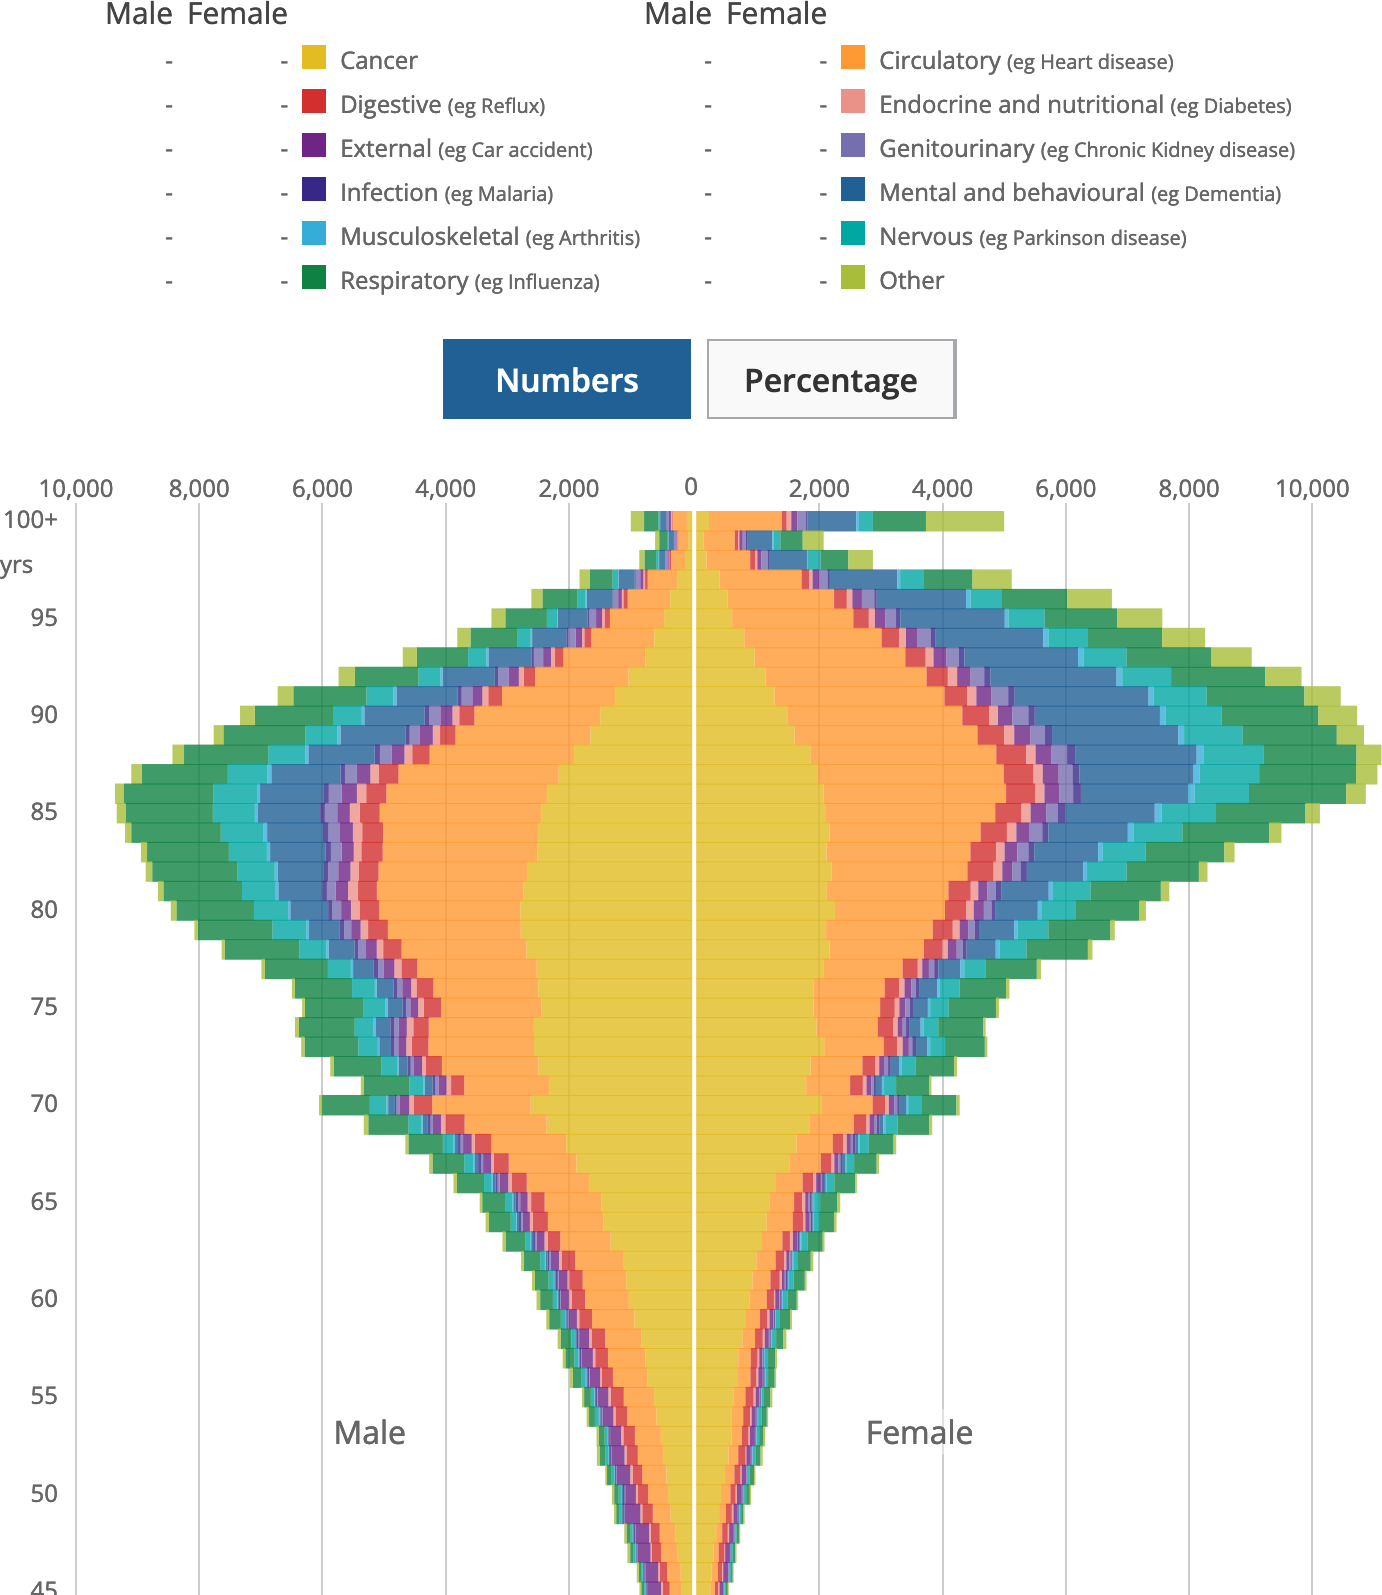 Male Female Male Female
- - Cancer - - Circulatory (eg Heart disease)
- - Digestive (eg Reflux) - - Endocrine and nutritional (eg Diabetes)
- - External (eg Car accident) - - Genitourinary (eg Chronic Kidney disease)
- - Infection (eg Malaria) - - Mental and behavioural (eg Dementia)
- - Musculoskeletal (eg Arthritis) - - Nervous (eg Parkinson disease)
- - Respiratory (eg Influenza) - - Other
Numbers Percentage
10,000 8,000 6,000 4,000 2,000 0 2,000 4,000 6,000 8,000 10,000
100+
yrs
95
90
85
80
75
70
65
60
55
Male Female
50
45